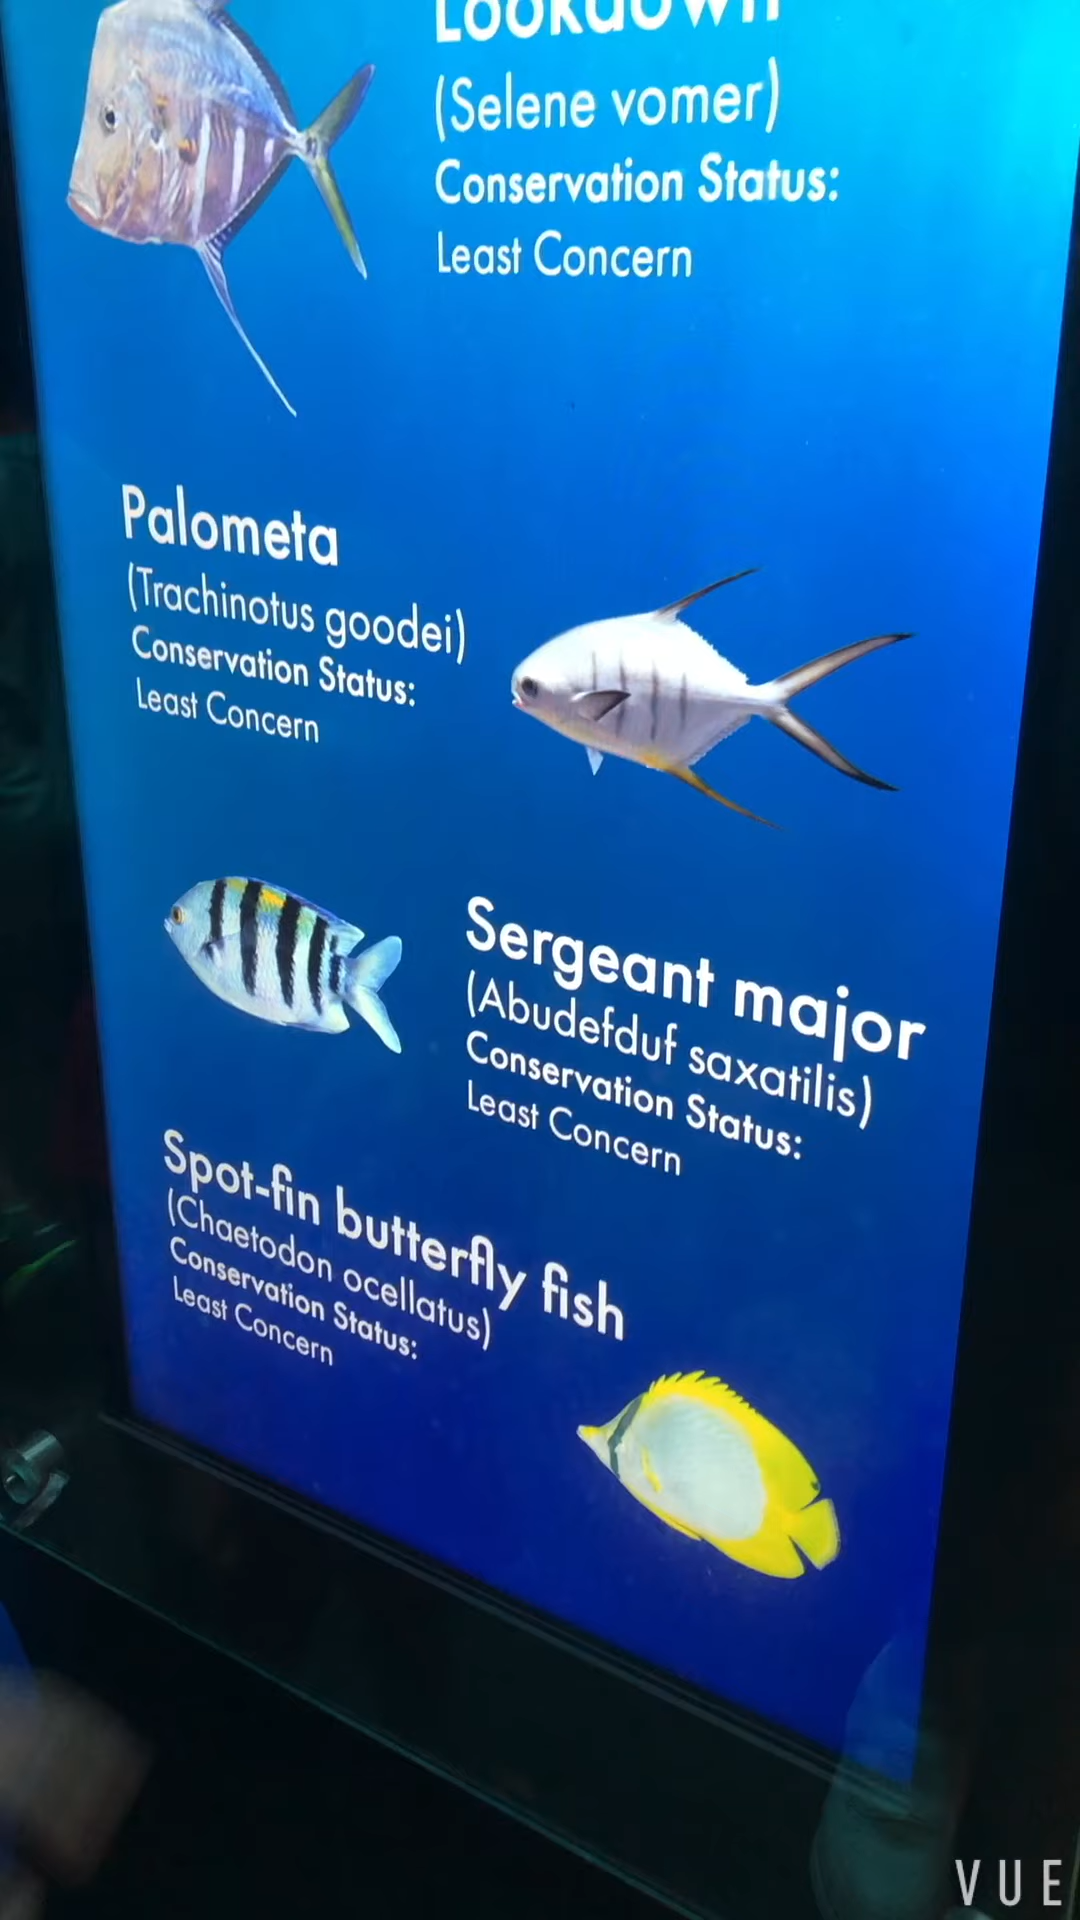 Lookdown
(Selene vomer)
Conservation Status:
Least Concern
Palometa
(Trachinotus goodei)
Conservation Status:
Least Concern
Sergeant major
(Abudefduf saxatilis)
Conservation Status:
Least Concern
Spot-fin butterfly fish
(Chaetodon ocellatus)
Conservation Status:
Least Concern
VUE